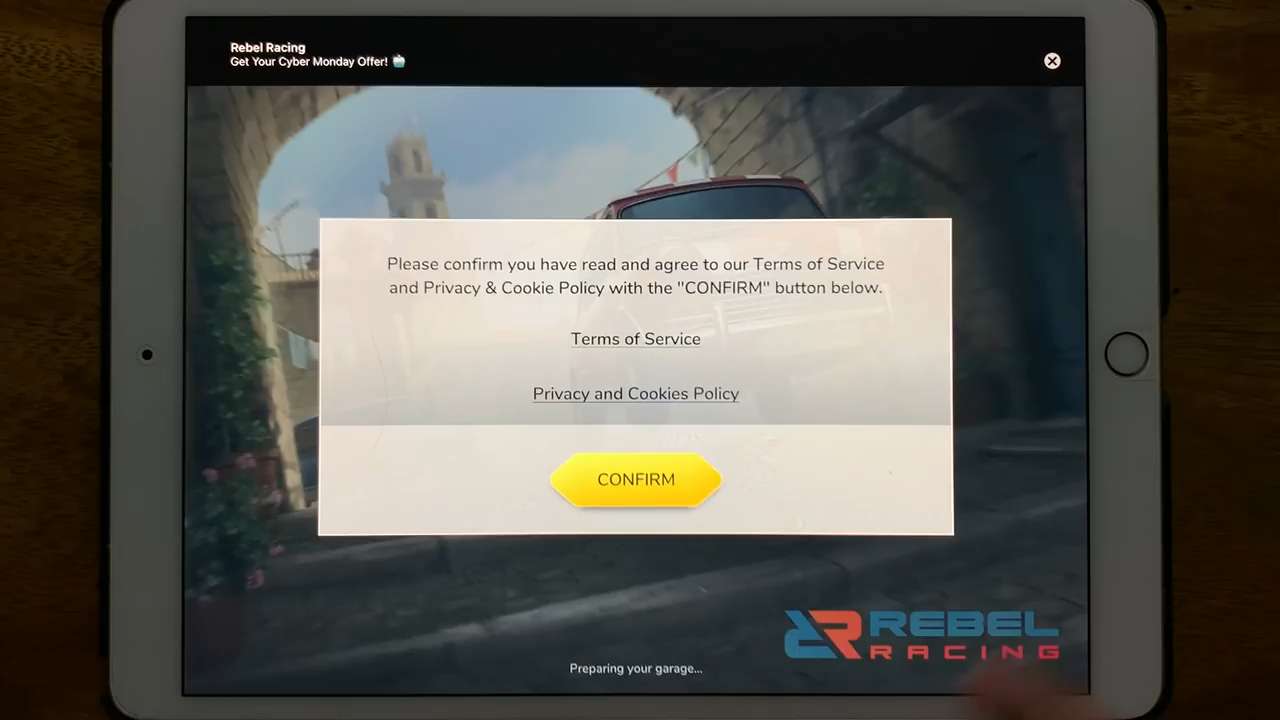 Rebel Racing
Get Your Cyber Monday Offer!
Please confirm you have read and agree to our Terms of Service
and Privacy & Cookie Policy with the "CONFIRM" button below.
Terms of Service
Privacy and Cookies Policy
CONFIRM
REBEL
RACING
Preparing your garage...